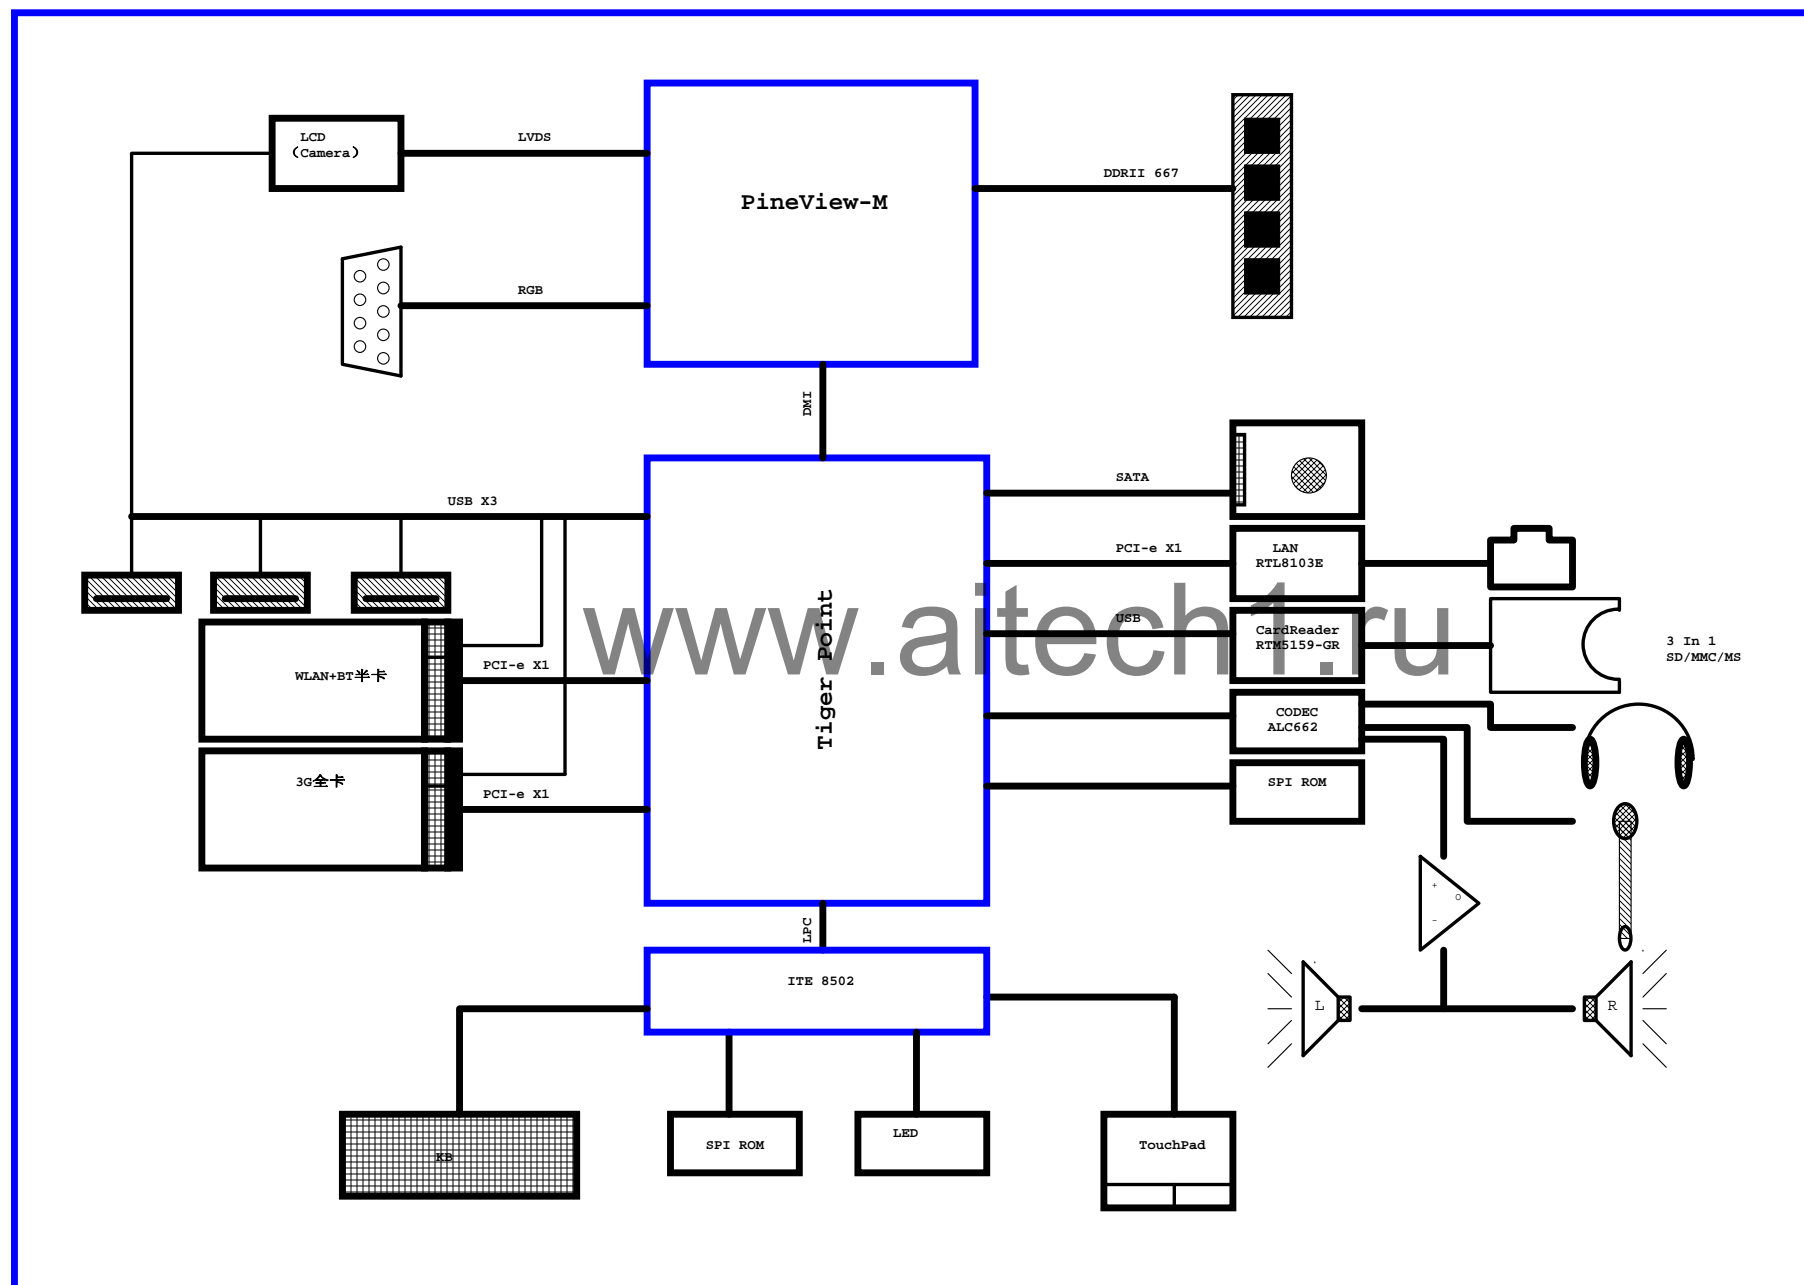 LCD
(Camera)
LVDS
PineView-M
DDRII 667
RGB
DMI
USB X3
SATA
PCI-e X1
LAN
RTL8103E
Tiger Point
www.aitech1.ru
USB
CardReader
RTM5159-GR
3 In 1
SD/MMC/MS
WLAN+BT半卡
PCI-e X1
CODEC
ALC662
3G全卡
PCI-e X1
SPI ROM
+
O
-
LPC
ITE 8502
L
R
KB
SPI ROM
LED
TouchPad